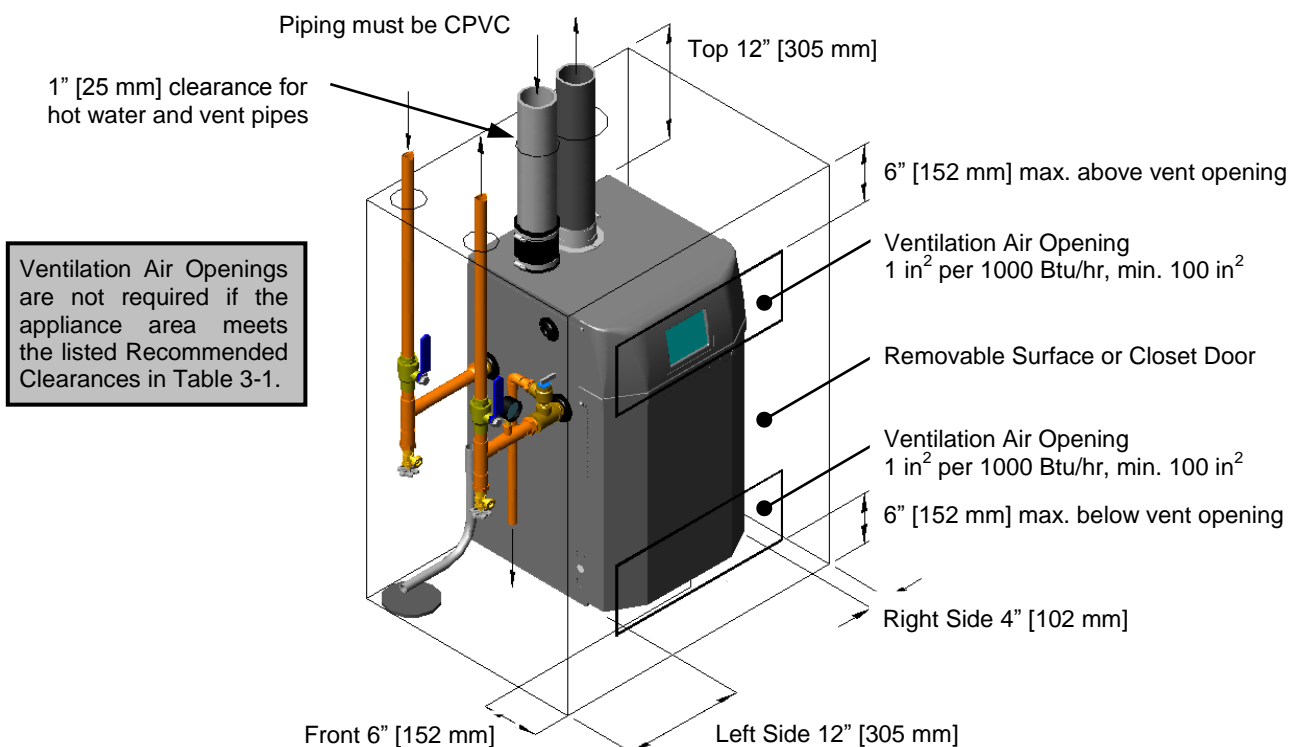 Piping must be CPVC
Top 12” [305 mm]
1” [25 mm] clearance for
hot water and vent pipes
6” [152 mm] max. above vent opening
Ventilation Air Openings
are not required if the
appliance area meets
the listed Recommended
Clearances in Table 3-1.
Ventilation Air Opening
1 in² per 1000 Btu/hr, min. 100 in²
Removable Surface or Closet Door
Ventilation Air Opening
1 in² per 1000 Btu/hr, min. 100 in²
6” [152 mm] max. below vent opening
Right Side 4” [102 mm]
Front 6” [152 mm]
Left Side 12” [305 mm]